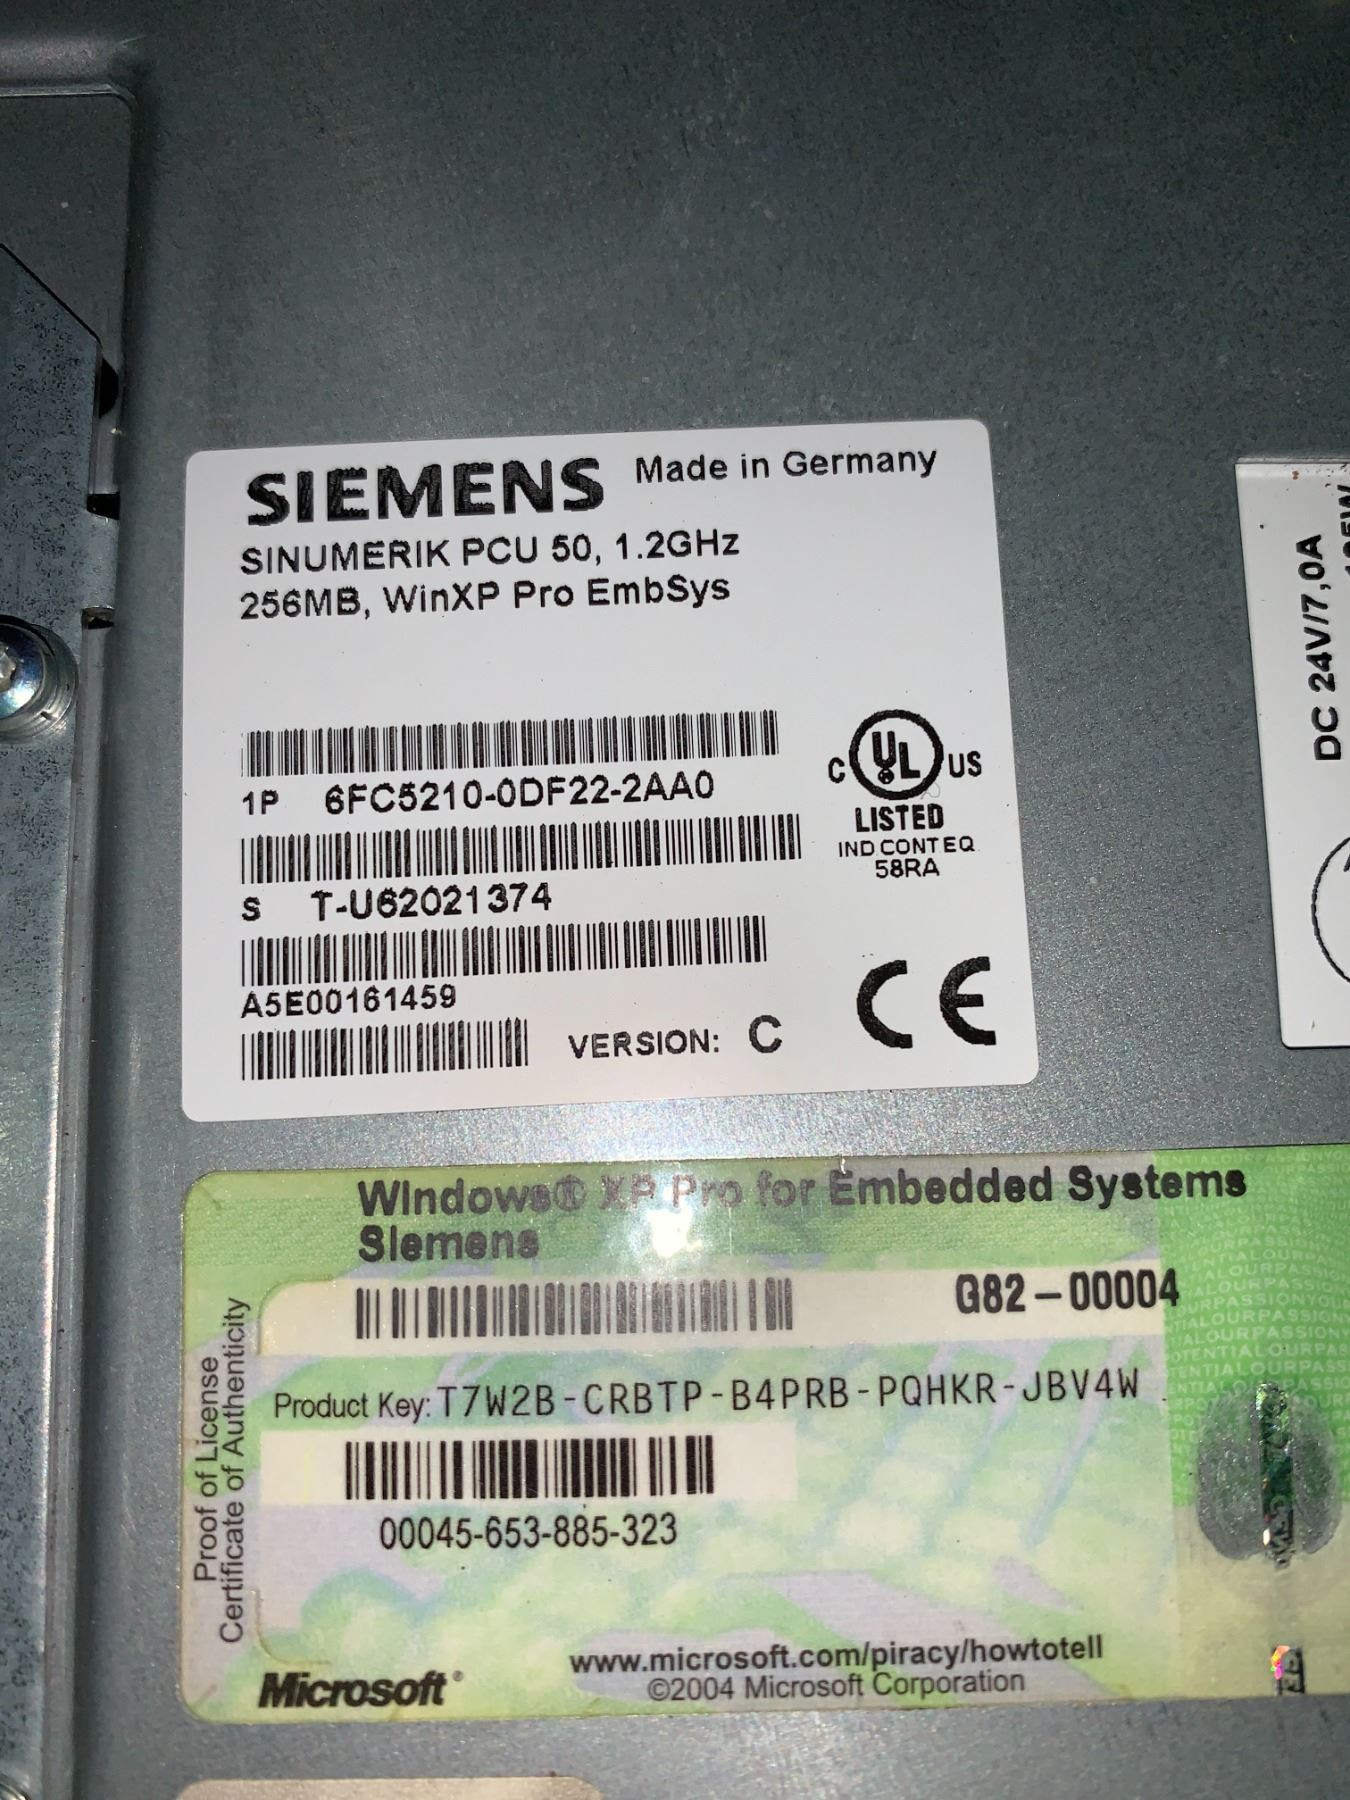 SIEMENS Made in Germany
SINUMERIK PCU 50, 1.2GHz
256MB, WinXP Pro EmbSys
1P 6FC5210-0DF22-2AA0
S T-U62021374
A5E00161459
VERSION: C
C UL US
LISTED
IND CONT EQ
58RA
CE
DC 24V/7,0A
Windows® XP Pro for Embedded Systems
Siemens
G82-00004
Product Key: T7W2B-CRBTP-B4PRB-PQHKR-JBV4W
00045-653-885-323
Proof of License
Certificate of Authenticity
Microsoft®
www.microsoft.com/piracy/howtotell
©2004 Microsoft Corporation